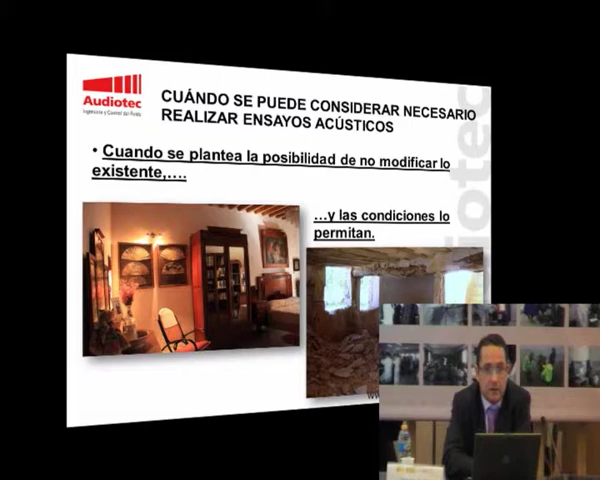 Audiotec
Ingeniería y Control del Ruido
CUÁNDO SE PUEDE CONSIDERAR NECESARIO
REALIZAR ENSAYOS ACÚSTICOS
• Cuando se plantea la posibilidad de no modificar lo
existente,....
...y las condiciones lo
permitan.